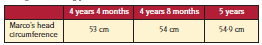 4 years 4 months 4 years 8 months 5 years
Marco's head circumference 53 cm 54 cm 54·9 cm